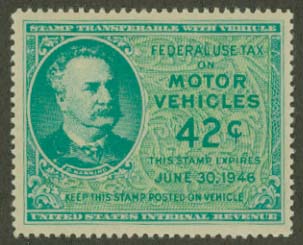 STAMP TRANSFERABLE WITH VEHICLE
FEDERAL USE TAX
ON
MOTOR
VEHICLES
42¢
THIS STAMP EXPIRES
JUNE 30, 1946
MANNING
KEEP THIS STAMP POSTED ON VEHICLE
UNITED STATES INTERNAL REVENUE